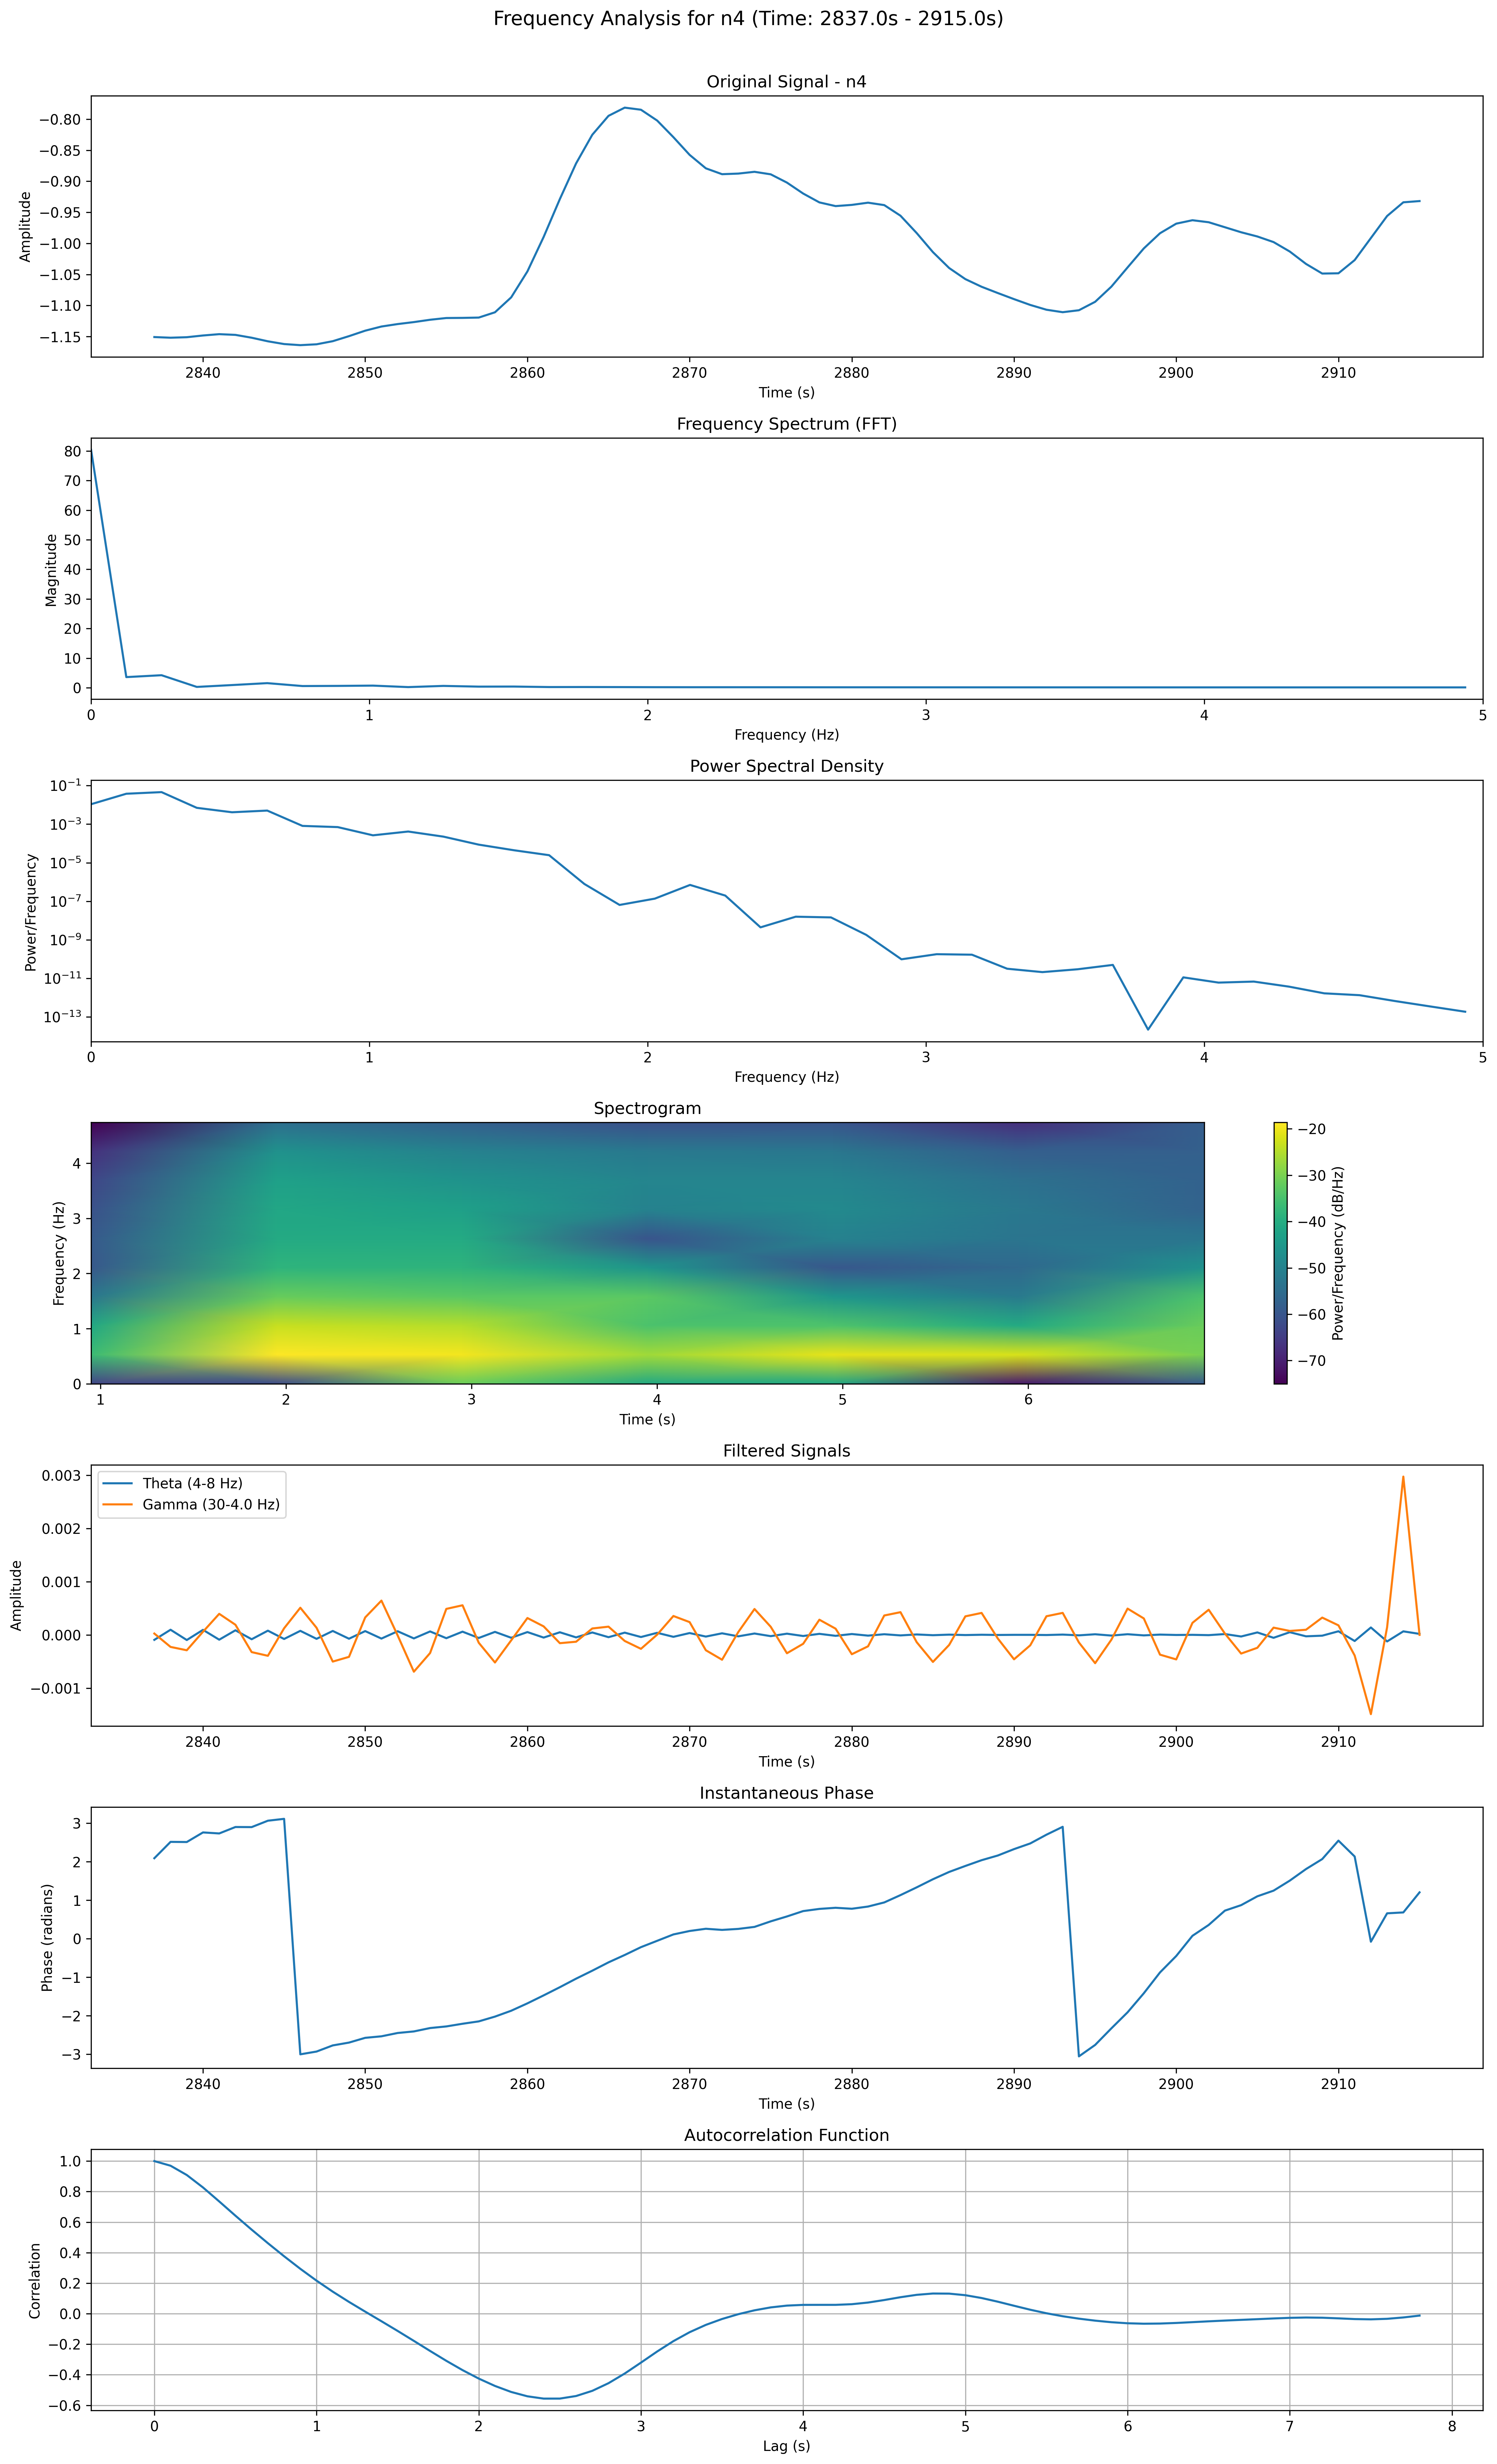 Frequency Analysis for n4 (Time: 2837.0s - 2915.0s)
Original Signal - n4
Amplitude
−0.80
−0.85
−0.90
−0.95
−1.00
−1.05
−1.10
−1.15
2840 2850 2860 2870 2880 2890 2900 2910
Time (s)
Frequency Spectrum (FFT)
Magnitude
80
70
60
50
40
30
20
10
0
0 1 2 3 4 5
Frequency (Hz)
Power Spectral Density
Power/Frequency
10⁻¹
10⁻³
10⁻⁵
10⁻⁷
10⁻⁹
10⁻¹¹
10⁻¹³
0 1 2 3 4 5
Frequency (Hz)
Spectrogram
Frequency (Hz)
4
3
2
1
0
1 2 3 4 5 6
Time (s)
−20
−30
−40
−50
−60
−70
Power/Frequency (dB/Hz)
Filtered Signals
Theta (4-8 Hz)
Gamma (30-4.0 Hz)
Amplitude
0.003
0.002
0.001
0.000
−0.001
2840 2850 2860 2870 2880 2890 2900 2910
Time (s)
Instantaneous Phase
Phase (radians)
3
2
1
0
−1
−2
−3
2840 2850 2860 2870 2880 2890 2900 2910
Time (s)
Autocorrelation Function
Correlation
1.0
0.8
0.6
0.4
0.2
0.0
−0.2
−0.4
−0.6
0 1 2 3 4 5 6 7 8
Lag (s)